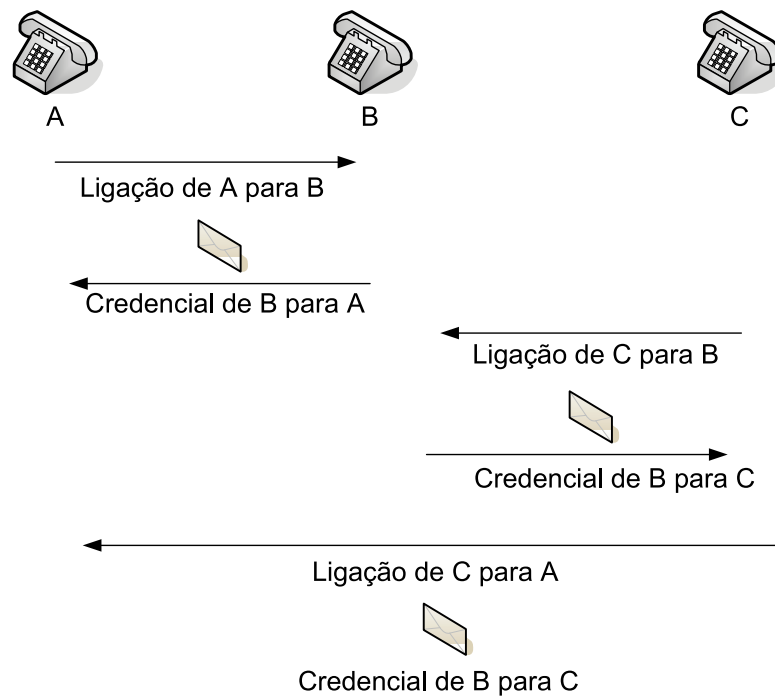 A
B
C
Ligação de A para B
Credencial de B para A
Ligação de C para B
Credencial de B para C
Ligação de C para A
Credencial de B para C